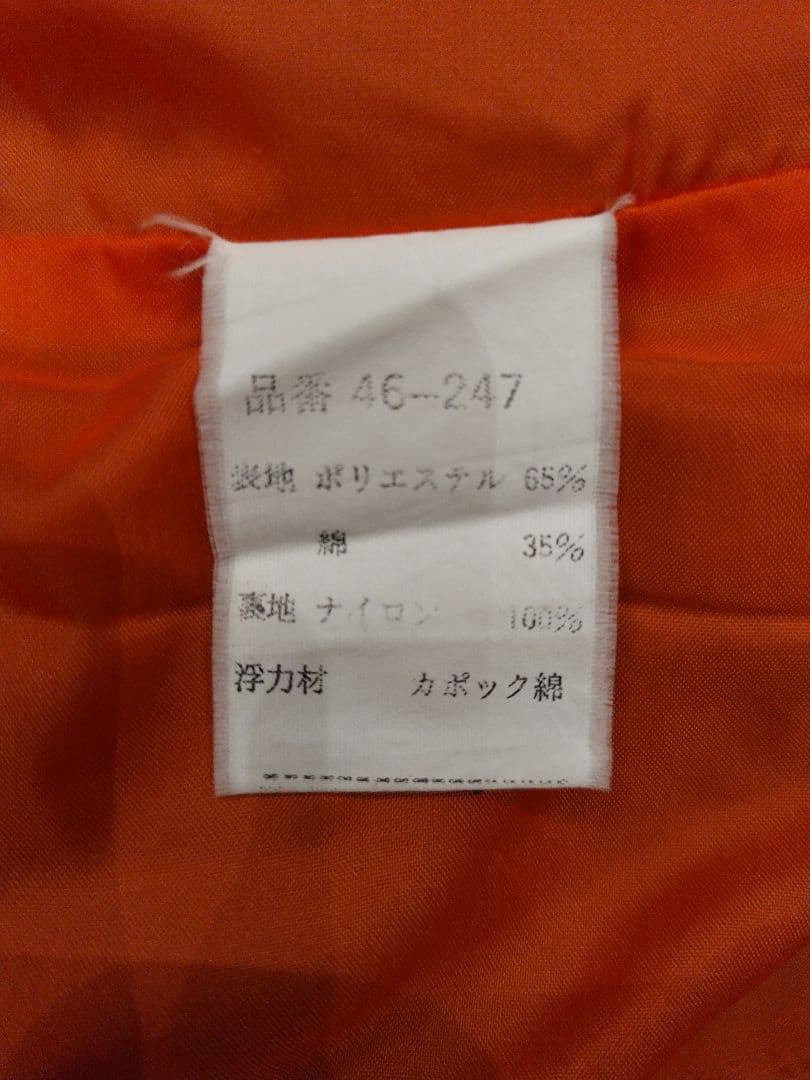 品番 46-247
表地 ポリエステル 65%
綿 35%
裏地 ナイロン 100%
浮力材 カポック綿